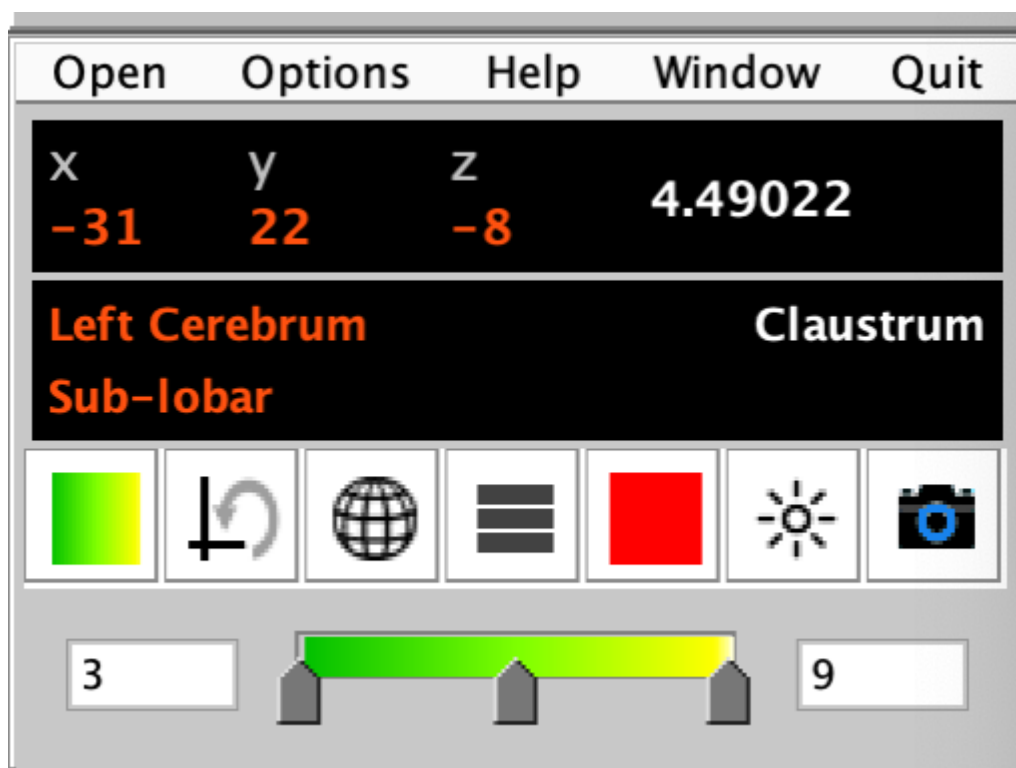 Open Options Help Window Quit
x y z 4.49022
-31 22 -8
Left Cerebrum Claustrum
Sub-lobar
3 9